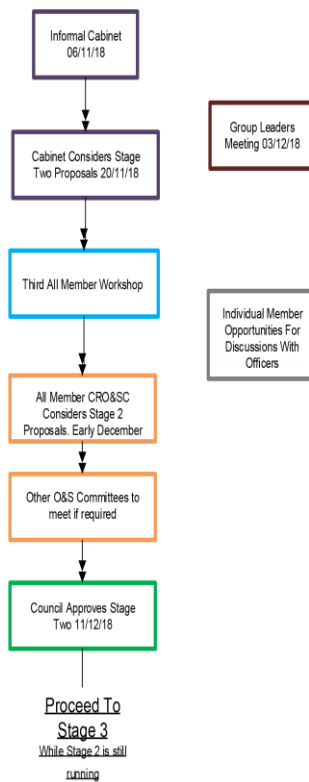 Informal Cabinet
06/11/18
Group Leaders
Meeting 03/12/18
Cabinet Considers Stage
Two Proposals 20/11/18
Third All Member Workshop
Individual Member
Opportunities For
Discussions With
Officers
All Member CRO&SC
Considers Stage 2
Proposals. Early December
Other O&S Committees to
meet if required
Council Approves Stage
Two 11/12/18
Proceed To
Stage 3
While Stage 2 is still
running